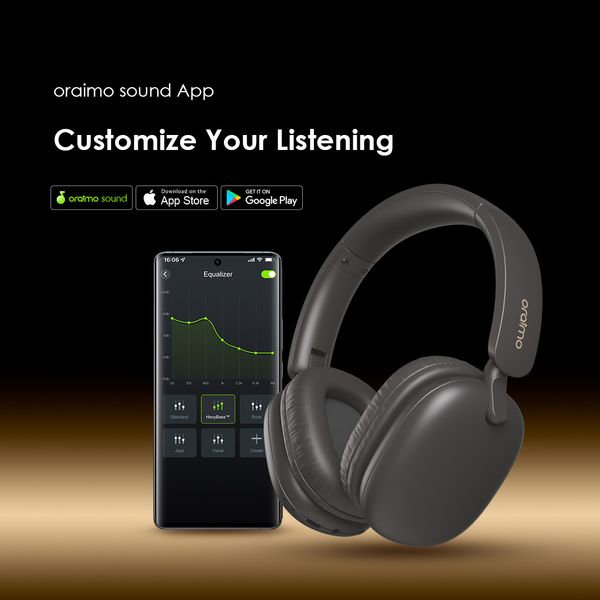 oraimo sound App
Customize Your Listening
oraimo sound
Download on the
App Store
GET IT ON
Google Play
16:06
Equalizer
Standard
HavyBass™
Rock
Jazz
Vocal
Create
oraimo